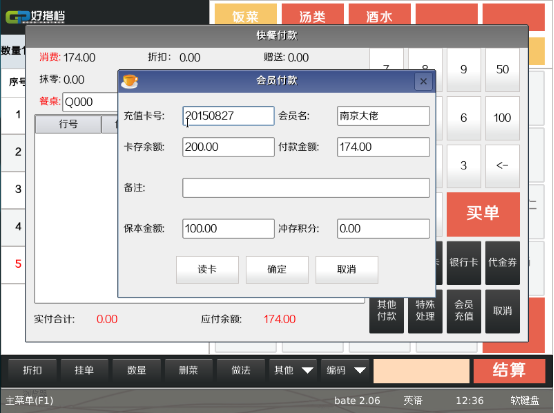 好搭档
饭菜 汤类 酒水
快餐付款
数量
消费: 174.00 折扣: 0.00 赠送: 0.00
抹零: 0.00
餐桌: Q000
序号
行号
7 8 9 50
6 100
3 <-
1
2
3
4
5
会员付款
充值卡号: 20150827 会员名: 南京大佬
卡存余额: 200.00 付款金额: 174.00
备注:
保本金额: 100.00 冲存积分: 0.00
读卡 确定 取消
买单
银行卡 代金券
其他付款 特殊处理 会员充值 取消
实付合计: 0.00 应付余额: 174.00
折扣 挂单 数量 删菜 做法 其他 编码 结算
主菜单(F1) bate 2.06 英语 12:36 软键盘